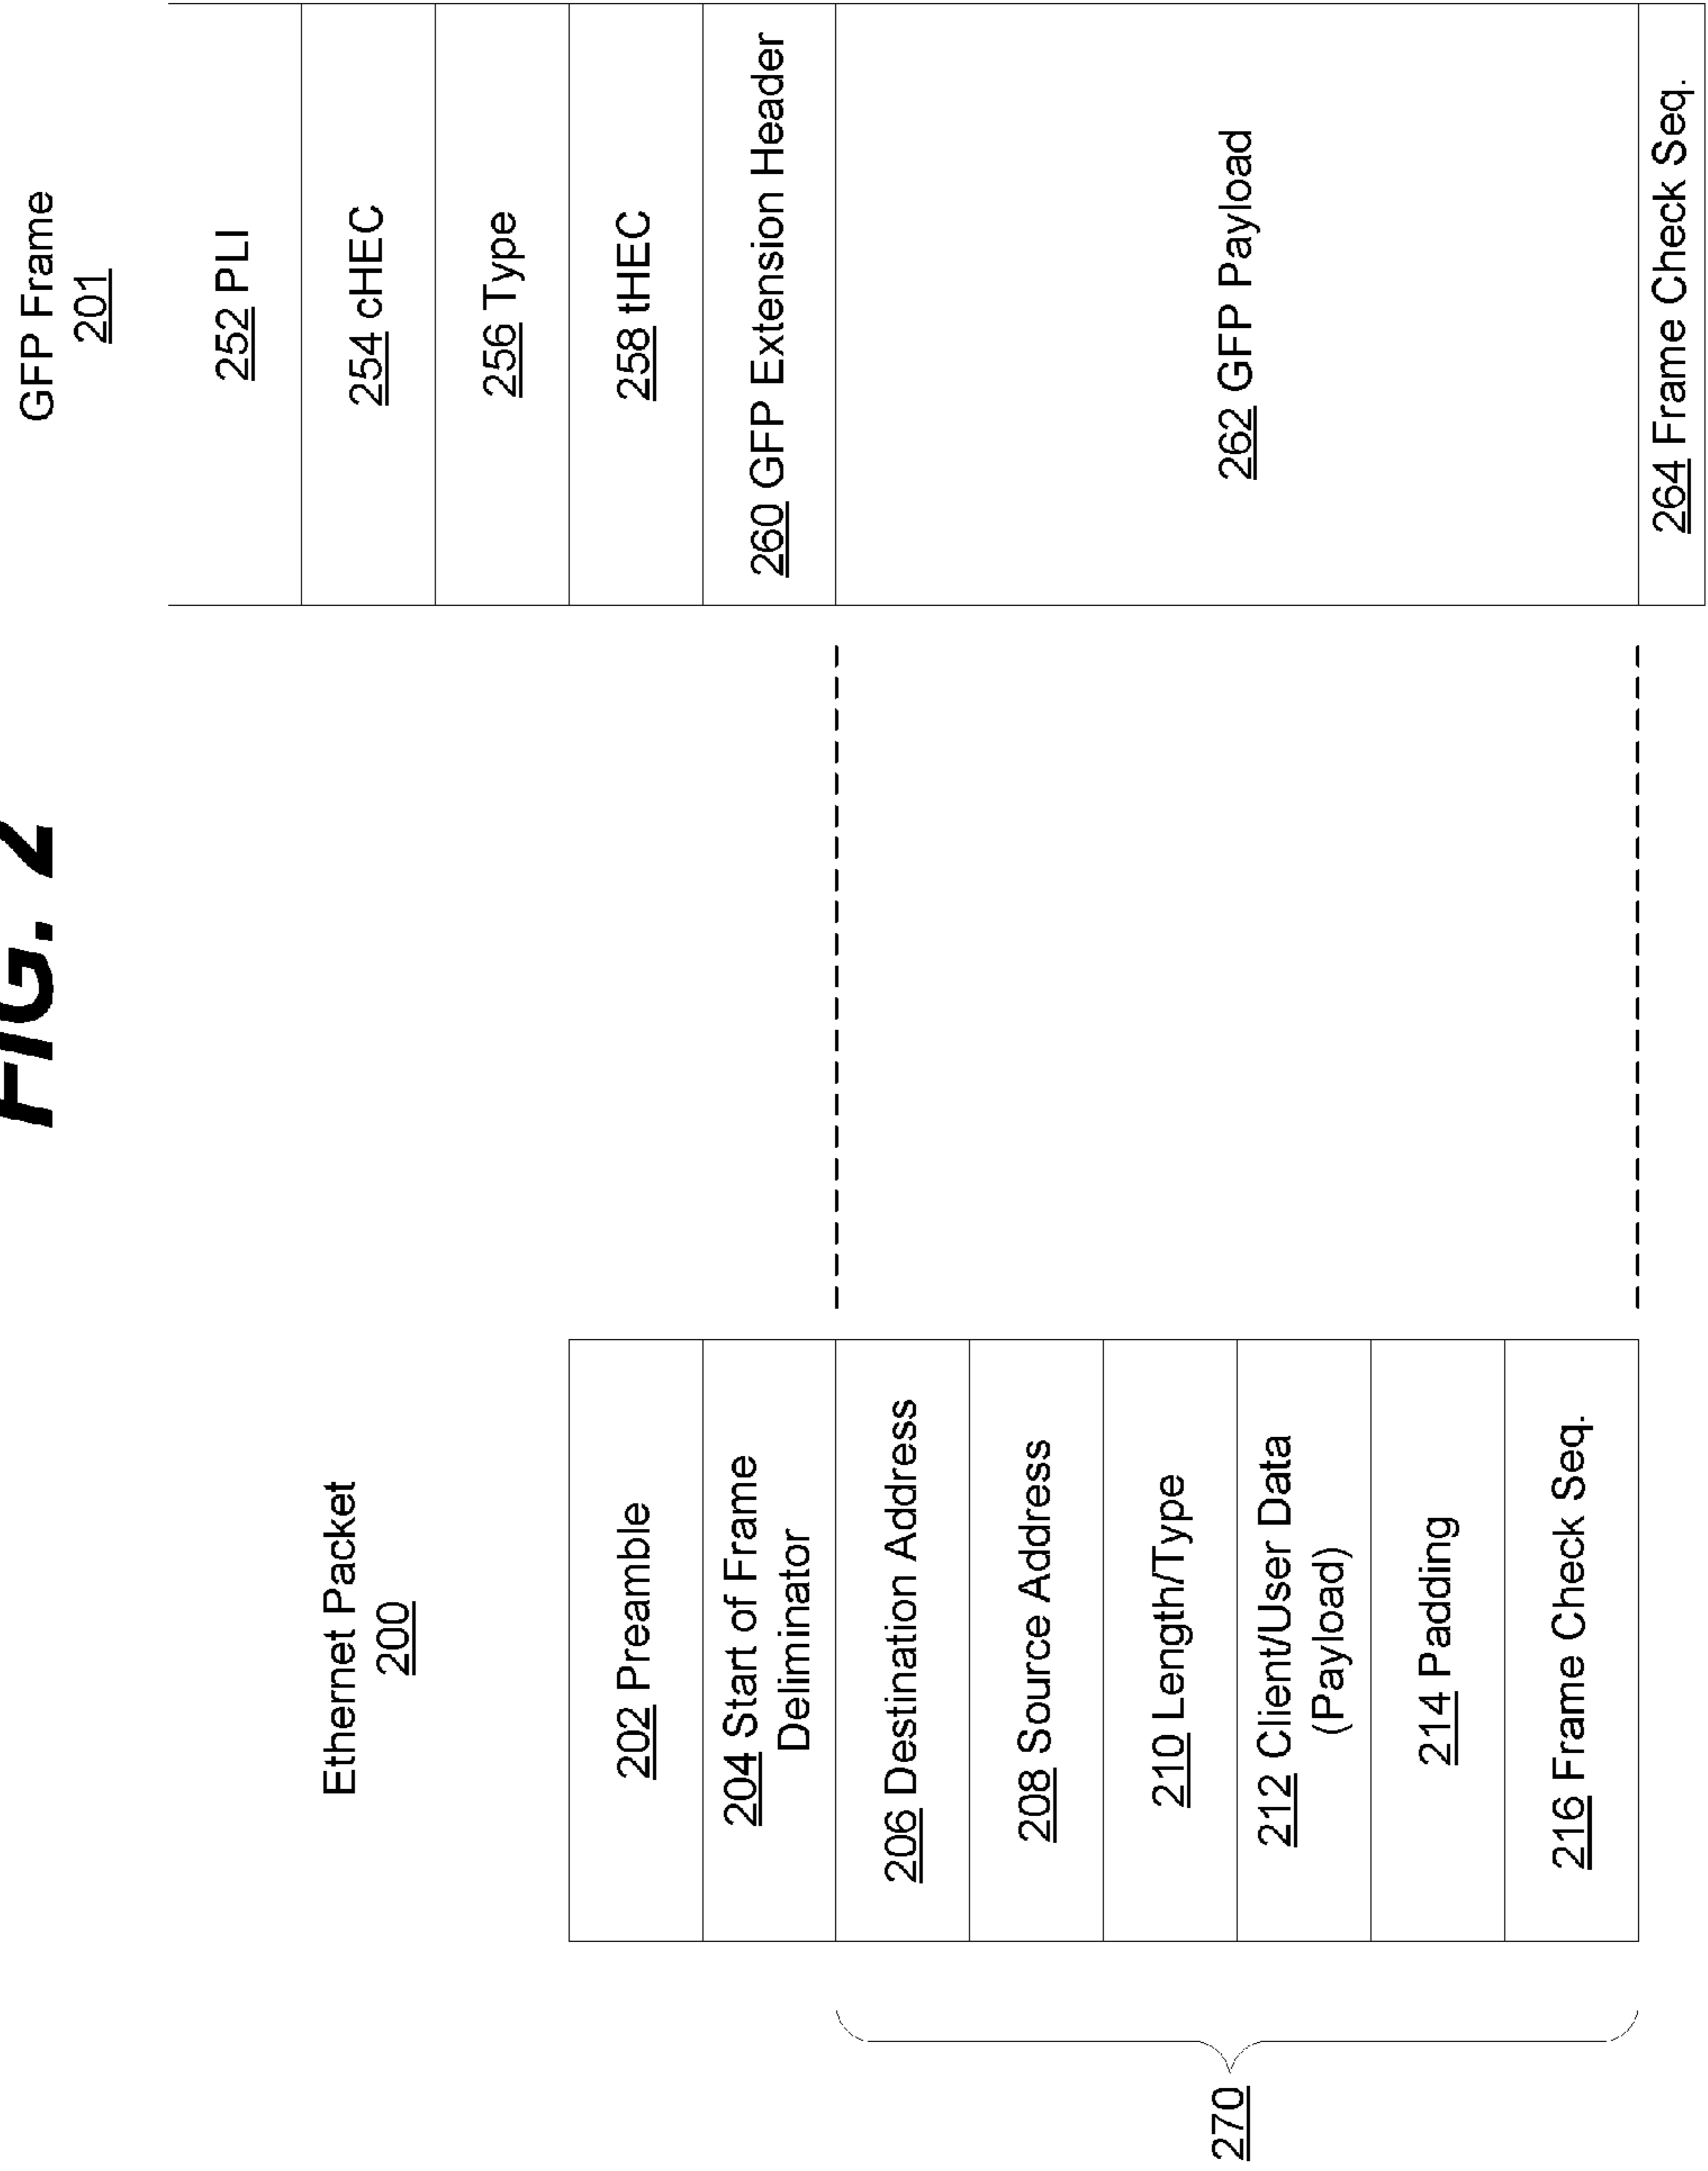 FIG. 2
Ethernet Packet
200
202 Preamble
204 Start of Frame
Deliminator
206 Destination Address
208 Source Address
210 Length/Type
212 Client/User Data
(Payload)
214 Padding
216 Frame Check Seq.
270
GFP Frame
201
252 PLI
254 cHEC
256 Type
258 tHEC
260 GFP Extension Header
262 GFP Payload
264 Frame Check Seq.